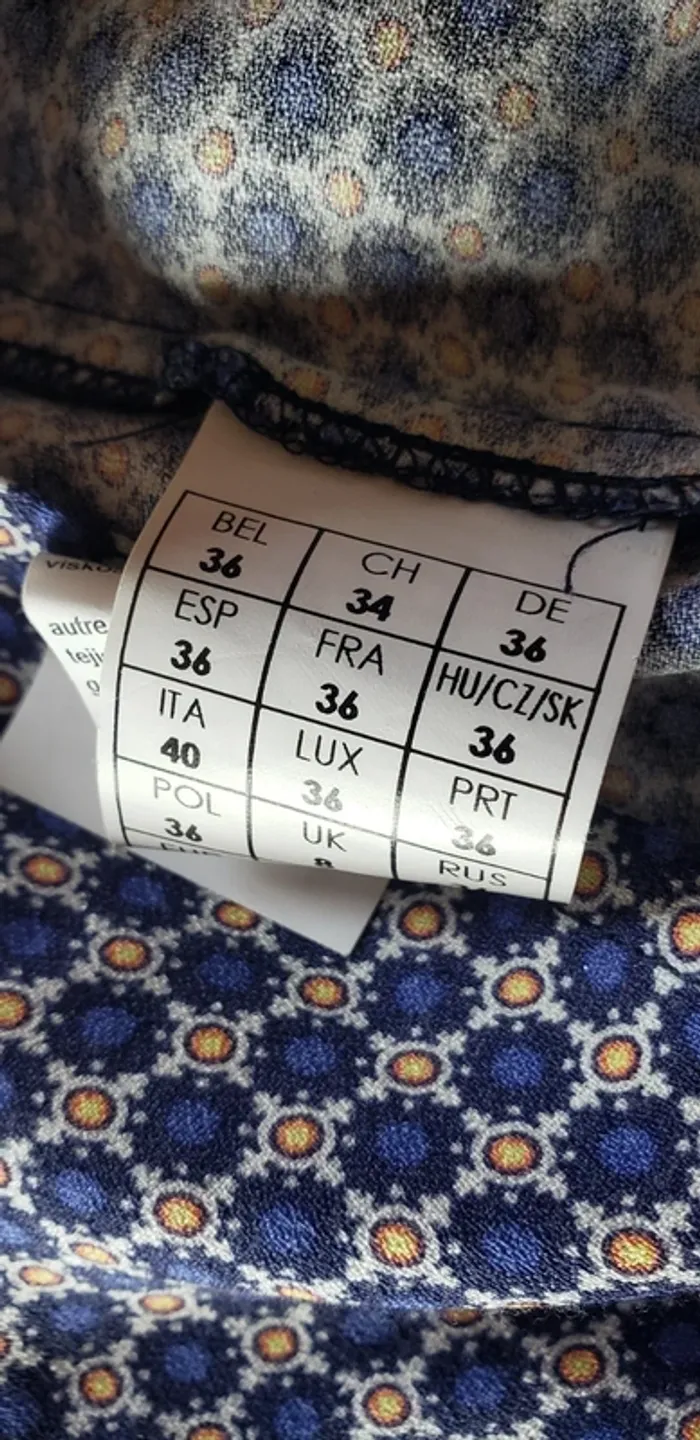 BEL CH DE
36 34 36
ESP FRA HU/CZ/SK
36 36 36
ITA LUX PRT
40 36 36
POL UK RUS
36 8
autre